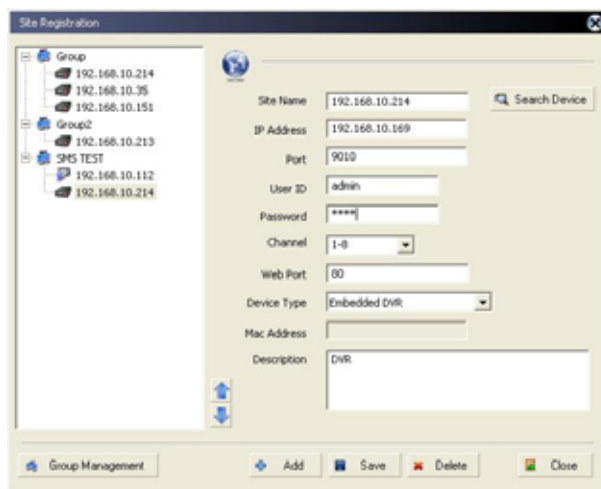 Site Registration
Group
192.168.10.214
192.168.10.35
192.168.10.151
Group2
192.168.10.213
SMS TEST
192.168.10.112
192.168.10.214
Site Name 192.168.10.214 Search Device
IP Address 192.168.10.169
Port 9010
User ID admin
Password ****
Channel 1-8
Web Port 80
Device Type Embedded DVR
Mac Address
Description DVR
Group Management Add Save Delete Close